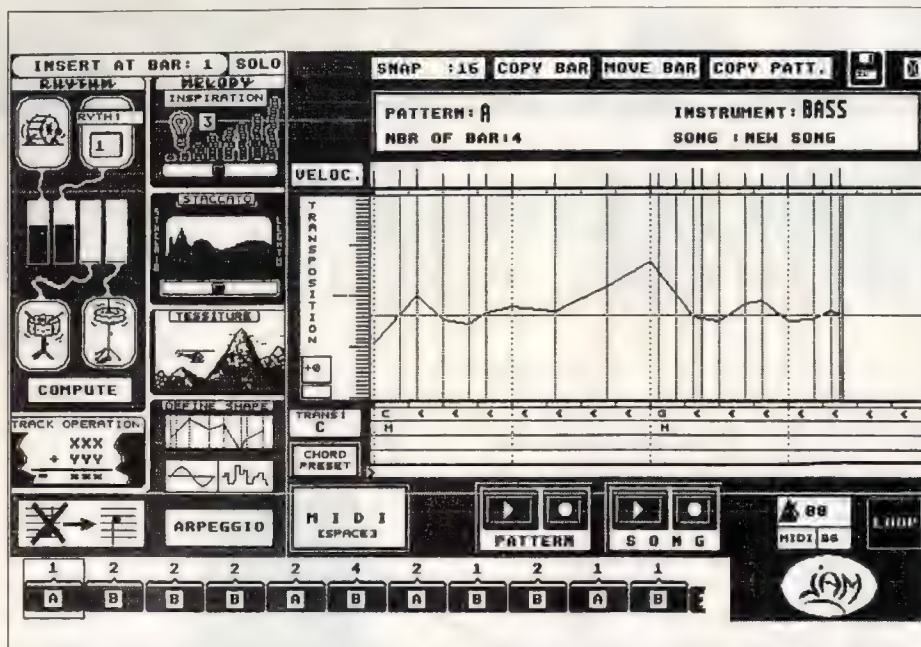 INSERT AT BAR: 1
SOLO
SNAP :16
COPY BAR
MOVE BAR
COPY PATT.
RHYTHM
MELODY
INSPIRATION
3
RYTH1
1
PATTERN: A
INSTRUMENT: BASS
NBR OF BAR:4
SONG : NEW SONG
VELOC.
STACCATO
TRANSPOSITION
TESSITURE
+0
COMPUTE
DEFINE SHAPE
TRANS:
C
C < < < < < < G < < < < < <
M M
TRACK OPERATION
XXX
+ YYY
= xxx
CHORD
PRESET
ARPEGGIO
M I D I
[SPACE]
PATTERN
S O N G
88
MIDI
LOOP
1 2 2 2 2 4 2 1 2 1 1
A B B B A B A B B A B E
JAM